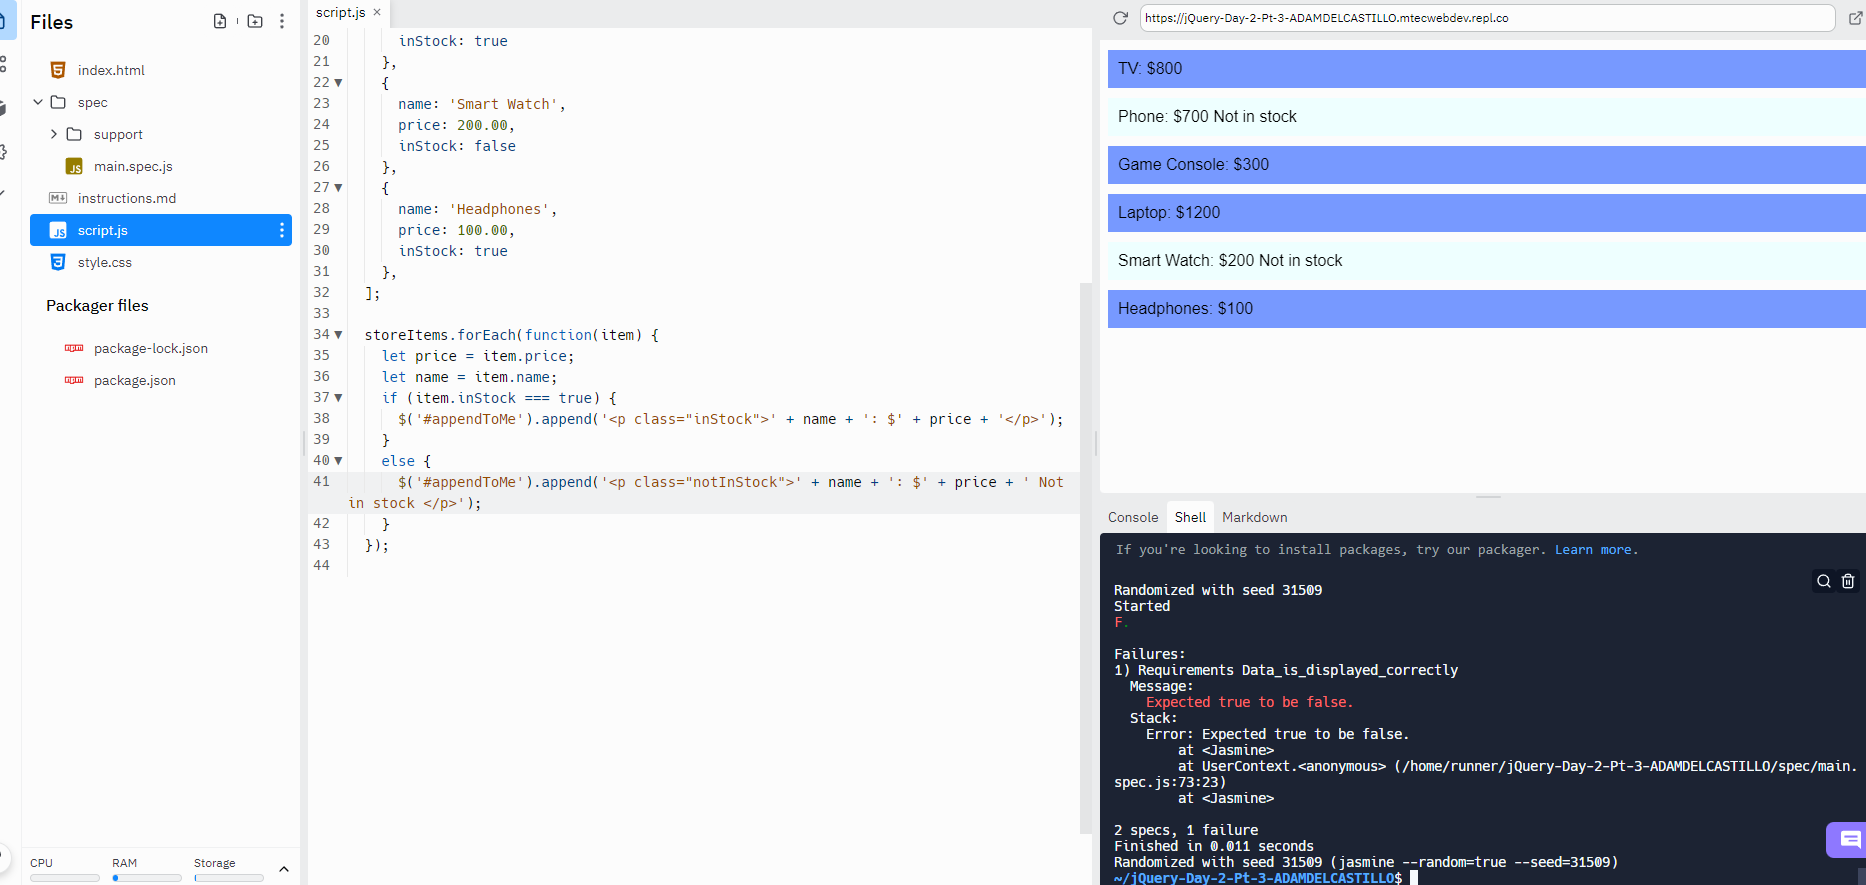 Files
index.html
spec
support
main.spec.js
instructions.md
script.js
style.css
Packager files
package-lock.json
package.json
CPU
RAM
Storage
script.js ×
20 inStock: true
21 },
22 {
23 name: 'Smart Watch',
24 price: 200.00,
25 inStock: false
26 },
27 {
28 name: 'Headphones',
29 price: 100.00,
30 inStock: true
31 },
32 ];
33
34 storeItems.forEach(function(item) {
35 let price = item.price;
36 let name = item.name;
37 if (item.inStock === true) {
38 $('#appendToMe').append('<p class="inStock">' + name + ': $' + price + '</p>');
39 }
40 else {
41 $('#appendToMe').append('<p class="notInStock">' + name + ': $' + price + ' Not
in stock </p>');
42 }
43 });
44
https://jQuery-Day-2-Pt-3-ADAMDELCASTILLO.mtecwebdev.repl.co
TV: $800
Phone: $700 Not in stock
Game Console: $300
Laptop: $1200
Smart Watch: $200 Not in stock
Headphones: $100
Console Shell Markdown
If you're looking to install packages, try our packager. Learn more.
Randomized with seed 31509
Started
F.
Failures:
1) Requirements Data_is_displayed_correctly
Message:
Expected true to be false.
Stack:
Error: Expected true to be false.
at <Jasmine>
at UserContext.<anonymous> (/home/runner/jQuery-Day-2-Pt-3-ADAMDELCASTILLO/spec/main.
spec.js:73:23)
at <Jasmine>
2 specs, 1 failure
Finished in 0.011 seconds
Randomized with seed 31509 (jasmine --random=true --seed=31509)
~/jQuery-Day-2-Pt-3-ADAMDELCASTILLO$